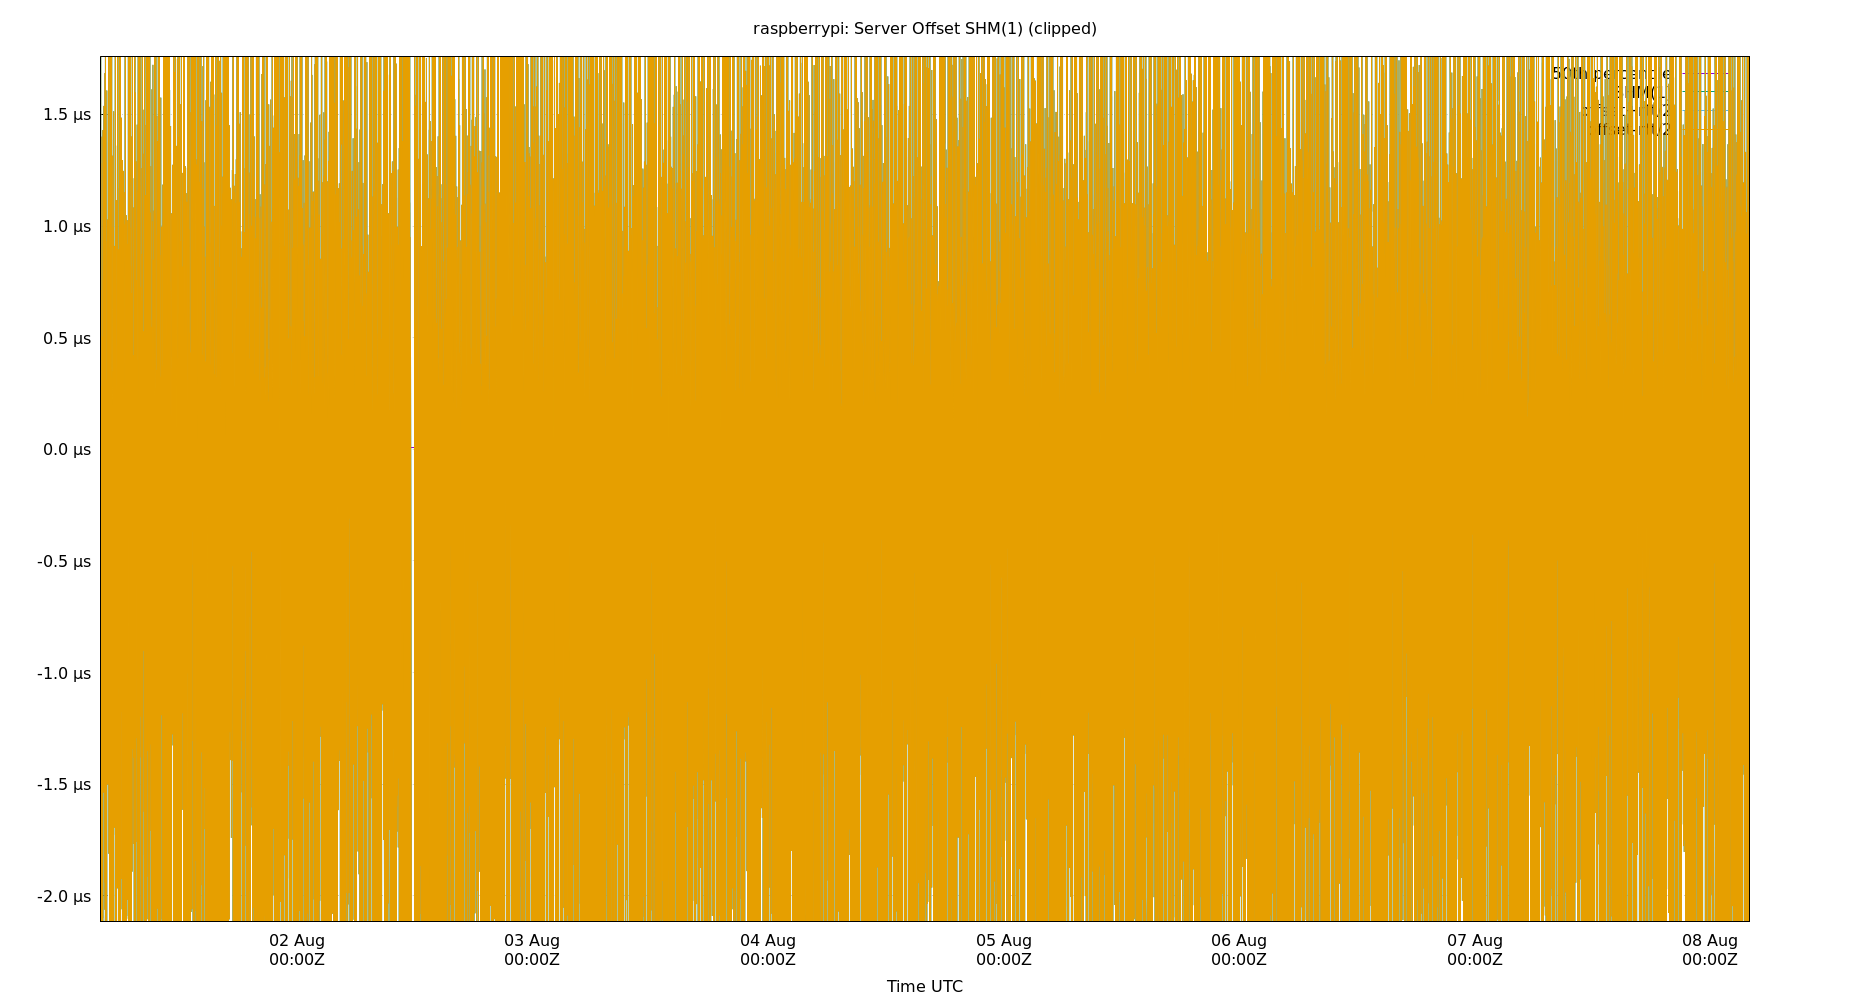 raspberrypi: Server Offset SHM(1) (clipped)
1.5 µs
1.0 µs
0.5 µs
0.0 µs
-0.5 µs
-1.0 µs
-1.5 µs
-2.0 µs
02 Aug 03 Aug 04 Aug 05 Aug 06 Aug 07 Aug 08 Aug
00:00Z 00:00Z 00:00Z 00:00Z 00:00Z 00:00Z 00:00Z
Time UTC